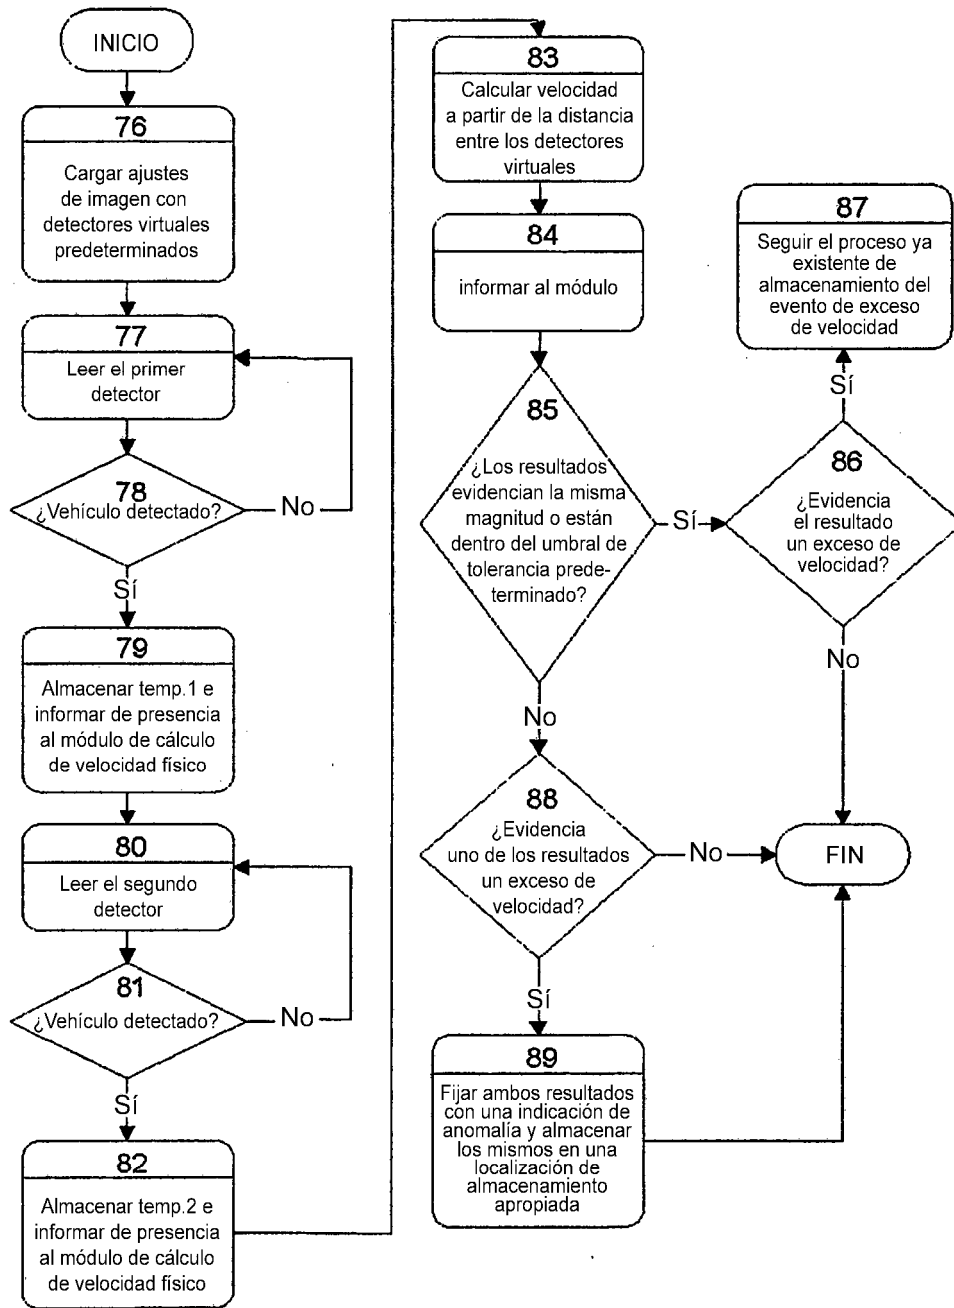 INICIO
76
Cargar ajustes
de imagen con
detectores virtuales
predeterminados
77
Leer el primer
detector
78
¿Vehículo detectado?
No
Sí
79
Almacenar temp.1 e
informar de presencia
al módulo de cálculo
de velocidad físico
80
Leer el segundo
detector
81
¿Vehículo detectado?
No
Sí
82
Almacenar temp.2 e
informar de presencia
al módulo de cálculo
de velocidad físico
83
Calcular velocidad
a partir de la distancia
entre los detectores
virtuales
84
informar al módulo
85
¿Los resultados
evidencian la misma
magnitud o están
dentro del umbral de
tolerancia prede-
terminado?
Sí
No
86
¿Evidencia
el resultado
un exceso de
velocidad?
Sí
No
87
Seguir el proceso ya
existente de
almacenamiento del
evento de exceso
de velocidad
88
¿Evidencia
uno de los resultados
un exceso de
velocidad?
No
Sí
89
Fijar ambos resultados
con una indicación de
anomalía y almacenar
los mismos en una
localización de
almacenamiento
apropiada
FIN